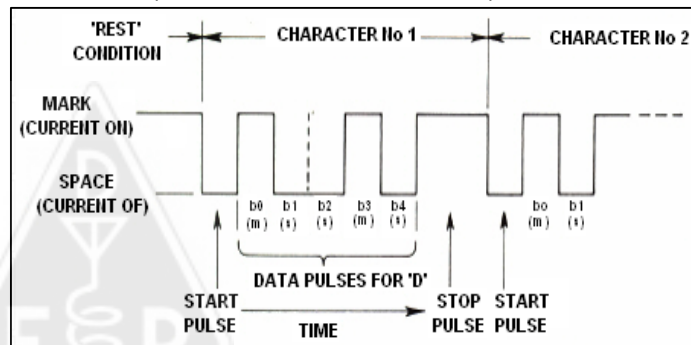 'REST'
CONDITION
CHARACTER No 1
CHARACTER No 2
MARK
(CURRENT ON)
SPACE
(CURRENT OF)
b0 b1 b2 b3 b4 bo b1
(m) (s) (s) (m) (s) (m) (s)
DATA PULSES FOR 'D'
START
PULSE
TIME
STOP
PULSE
START
PULSE